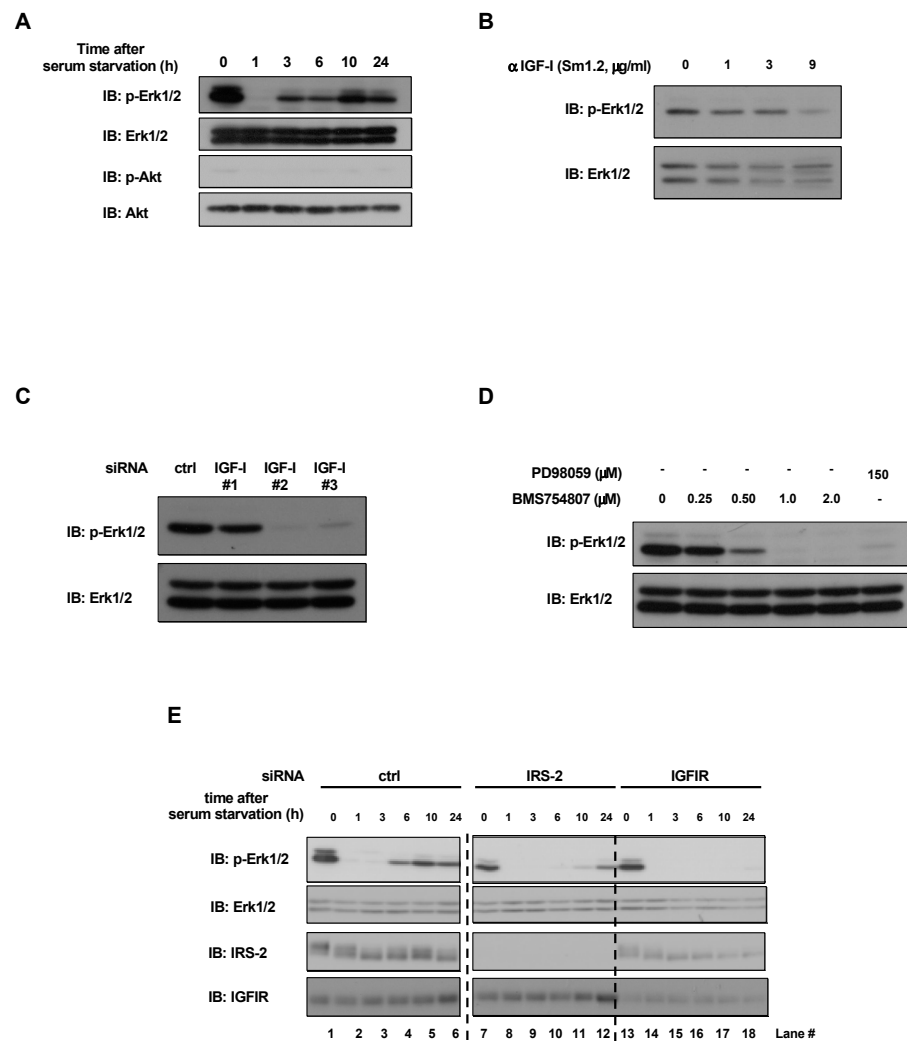 A
Time after
serum starvation (h)
0 1 3 6 10 24
IB: p-Erk1/2
IB: Erk1/2
IB: p-Akt
IB: Akt
B
α IGF-I (Sm1.2, μg/ml) 0 1 3 9
IB: p-Erk1/2
IB: Erk1/2
C
siRNA ctrl IGF-I IGF-I IGF-I
#1 #2 #3
IB: p-Erk1/2
IB: Erk1/2
D
PD98059 (μM) - - - - - 150
BMS754807 (μM) 0 0.25 0.50 1.0 2.0 -
IB: p-Erk1/2
IB: Erk1/2
E
siRNA ctrl IRS-2 IGFIR
time after
serum starvation (h) 0 1 3 6 10 24 0 1 3 6 10 24 0 1 3 6 10 24
IB: p-Erk1/2
IB: Erk1/2
IB: IRS-2
IB: IGFIR
1 2 3 4 5 6 7 8 9 10 11 12 13 14 15 16 17 18 Lane #